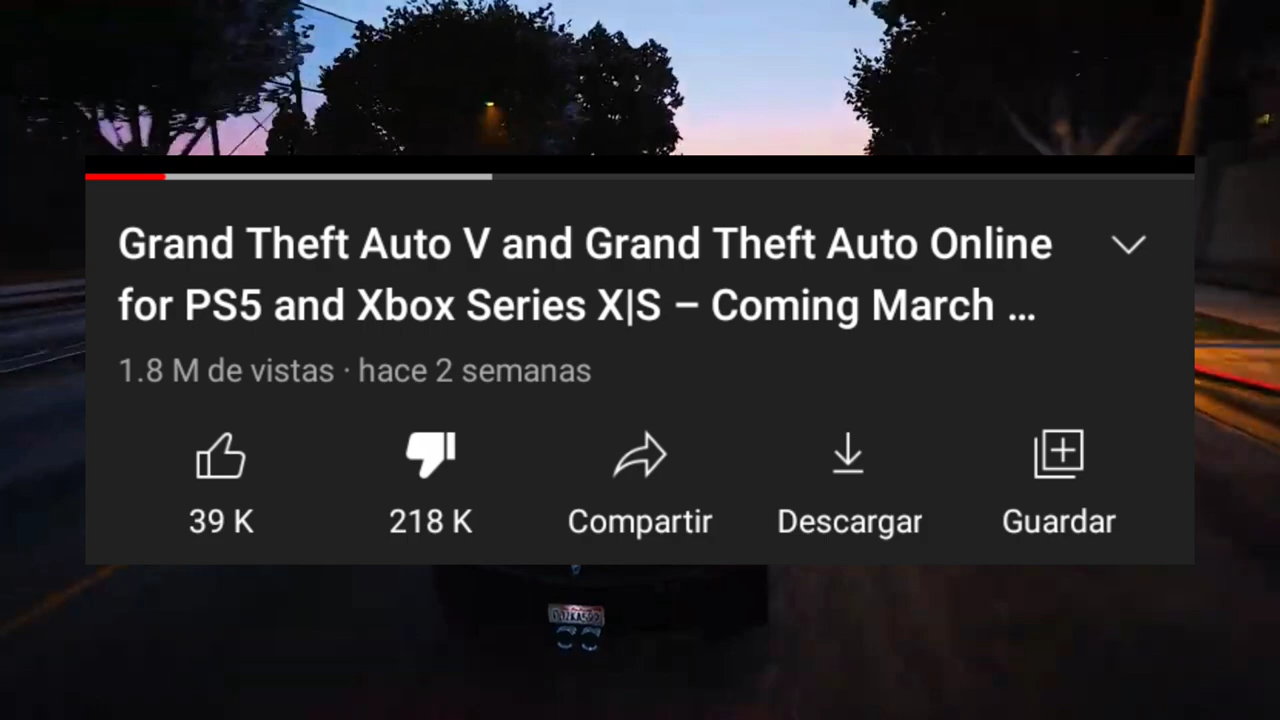 Grand Theft Auto V and Grand Theft Auto Online
for PS5 and Xbox Series X|S – Coming March ...
1.8 M de vistas · hace 2 semanas
39 K
218 K
Compartir
Descargar
Guardar